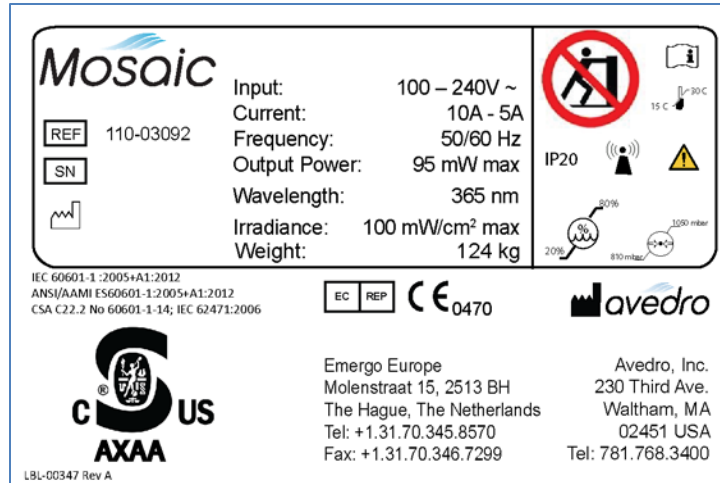 Mosaic
REF 110-03092
SN
Input: 100 – 240V ~
Current: 10A - 5A
Frequency: 50/60 Hz
Output Power: 95 mW max
Wavelength: 365 nm
Irradiance: 100 mW/cm² max
Weight: 124 kg
i
30 C
15 C
IP20
80%
%
20%
1050 mbar
810 mbar
IEC 60601-1 :2005+A1:2012
ANSI/AAMI ES60601-1:2005+A1:2012
CSA C22.2 No 60601-1-14; IEC 62471:2006
EC REP CE 0470
avedro
® C US
AXAA
Emergo Europe
Molenstraat 15, 2513 BH
The Hague, The Netherlands
Tel: +1.31.70.345.8570
Fax: +1.31.70.346.7299
Avedro, Inc.
230 Third Ave.
Waltham, MA
02451 USA
Tel: 781.768.3400
LBL-00347 Rev A